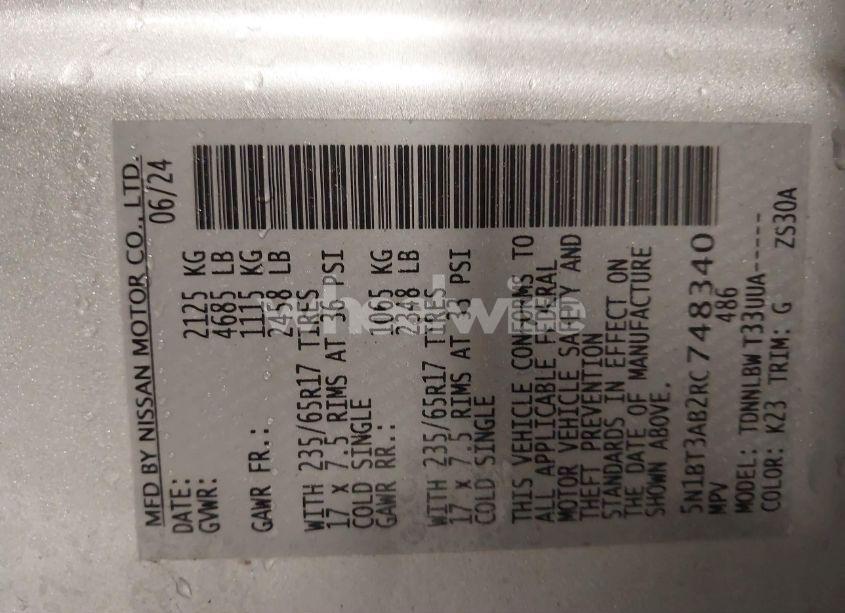 MFD BY NISSAN MOTOR CO., LTD.
DATE: 06/24
GVWR: 2125 KG
4685 LB
GAWR FR.: 1115 KG
2458 LB
WITH 235/65R17 TIRES
17 x 7.5 RIMS AT 36 PSI
COLD SINGLE
GAWR RR.: 1065 KG
2348 LB
WITH 235/65R17 TIRES
17 x 7.5 RIMS AT 33 PSI
COLD SINGLE
THIS VEHICLE CONFORMS TO
ALL APPLICABLE FEDERAL
MOTOR VEHICLE SAFETY AND
THEFT PREVENTION
STANDARDS IN EFFECT ON
THE DATE OF MANUFACTURE
SHOWN ABOVE.
5N1BT3AB2RC748340
MPV 486
MODEL: TDNNLBW T33UUIA-----
COLOR: K23 TRIM: G ZS30A